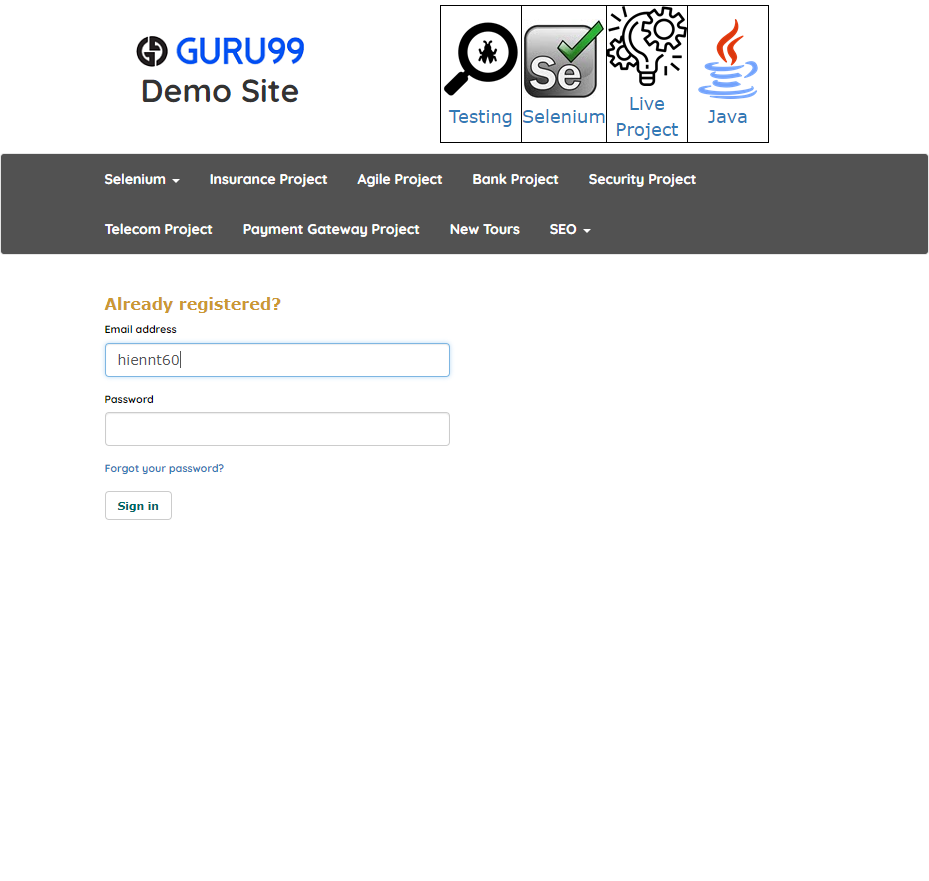 GURU99
Demo Site
Testing
Se
Selenium
Live
Project
Java
Selenium
Insurance Project
Agile Project
Bank Project
Security Project
Telecom Project
Payment Gateway Project
New Tours
SEO
Already registered?
Email address
hiennt60
Password
Forgot your password?
Sign in